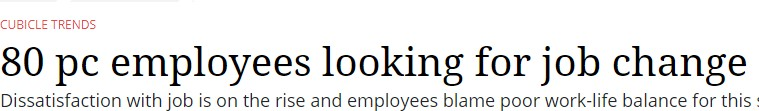 CUBICLE TRENDS
80 pc employees looking for job change
Dissatisfaction with job is on the rise and employees blame poor work-life balance for this